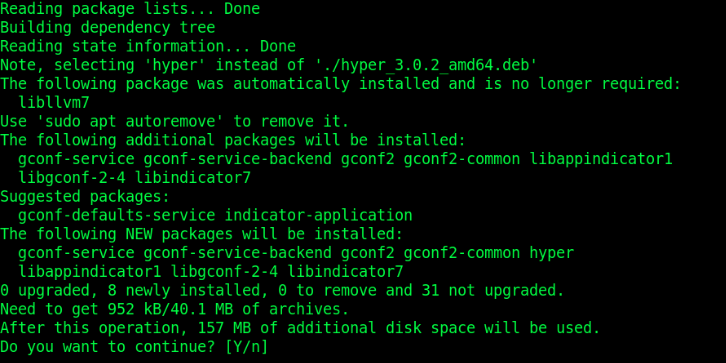 Reading package lists... Done
Building dependency tree
Reading state information... Done
Note, selecting 'hyper' instead of './hyper_3.0.2_amd64.deb'
The following package was automatically installed and is no longer required:
  libllvm7
Use 'sudo apt autoremove' to remove it.
The following additional packages will be installed:
  gconf-service gconf-service-backend gconf2 gconf2-common libappindicator1
  libgconf-2-4 libindicator7
Suggested packages:
  gconf-defaults-service indicator-application
The following NEW packages will be installed:
  gconf-service gconf-service-backend gconf2 gconf2-common hyper
  libappindicator1 libgconf-2-4 libindicator7
0 upgraded, 8 newly installed, 0 to remove and 31 not upgraded.
Need to get 952 kB/40.1 MB of archives.
After this operation, 157 MB of additional disk space will be used.
Do you want to continue? [Y/n]